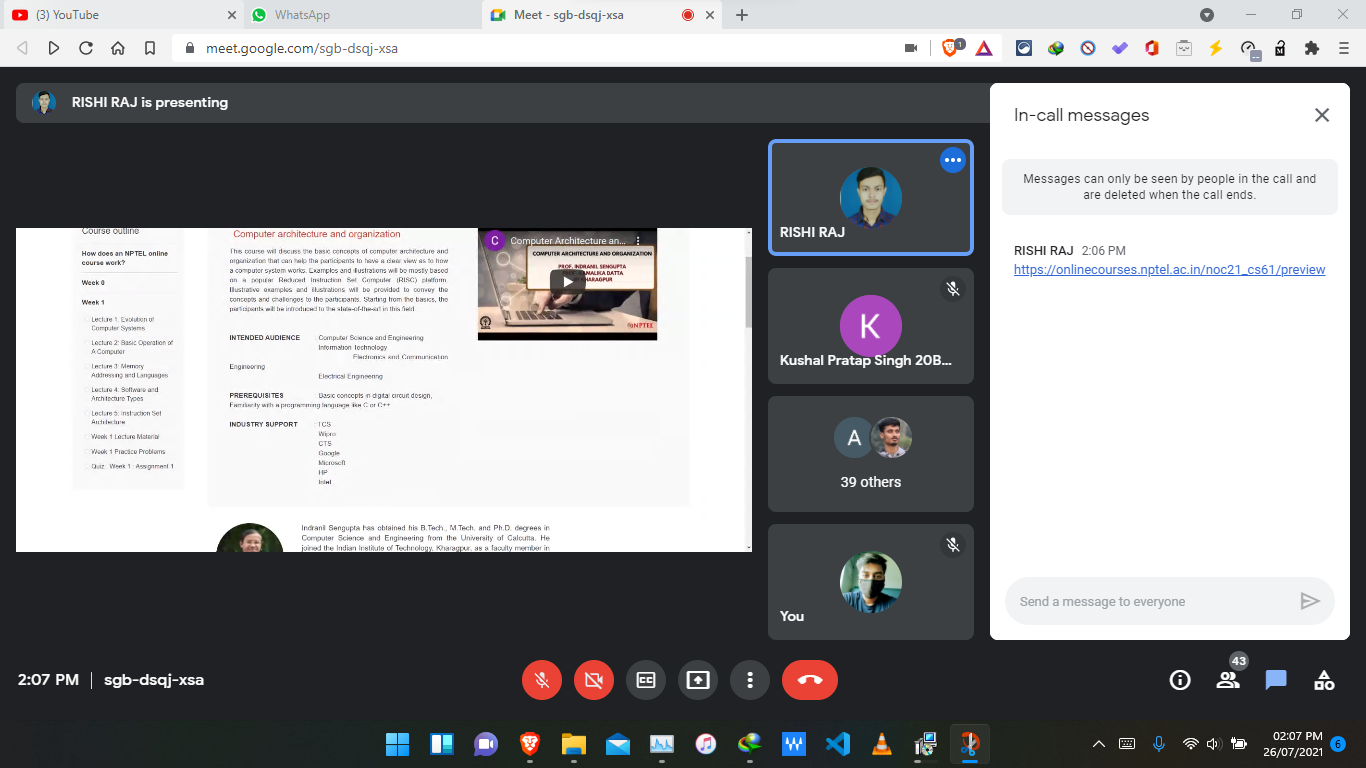 (3) YouTube
WhatsApp
Meet - sgb-dsqj-xsa
meet.google.com/sgb-dsqj-xsa
1
RISHI RAJ is presenting
Course outline
How does an NPTEL online
course work?
Week 0
Week 1
Lecture 1: Evolution of
Computer Systems
Lecture 2: Basic Operation of
A Computer
Lecture 3: Memory
Addressing and Languages
Lecture 4: Software and
Architecture Types
Lecture 5: Instruction Set
Architecture
Week 1 Lecture Material
Week 1 Practice Problems
Quiz : Week 1 : Assignment 1
Computer architecture and organization
This course will discuss the basic concepts of computer architecture and
organization that can help the participants to have a clear view as to how
a computer system works. Examples and illustrations will be mostly based
on a popular Reduced Instruction Set Computer (RISC) platform.
Illustrative examples and illustrations will be provided to convey the
concepts and challenges to the participants. Starting from the basics, the
participants will be introduced to the state-of-the-art in this field.
INTENDED AUDIENCE : Computer Science and Engineering
Information Technology
Electronics and Communication
Engineering
Electrical Engineering
PREREQUISITES : Basic concepts in digital circuit design,
Familiarity with a programming language like C or C++
INDUSTRY SUPPORT : TCS
Wipro
CTS
Google
Microsoft
HP
Intel
C
Computer Architecture an...
COMPUTER ARCHITECTURE AND ORGANIZATION
PROF. INDRANIL SENGUPTA
KAMALIKA DATTA
KHARAGPUR
NPTEL
Indranil Sengupta has obtained his B.Tech., M.Tech. and Ph.D. degrees in
Computer Science and Engineering from the University of Calcutta. He
joined the Indian Institute of Technology, Kharagpur, as a faculty member in
RISHI RAJ
K
Kushal Pratap Singh 20B...
A
39 others
You
In-call messages
Messages can only be seen by people in the call and
are deleted when the call ends.
RISHI RAJ 2:06 PM
https://onlinecourses.nptel.ac.in/noc21_cs61/preview
Send a message to everyone
2:07 PM
sgb-dsqj-xsa
CC
43
02:07 PM
26/07/2021
6